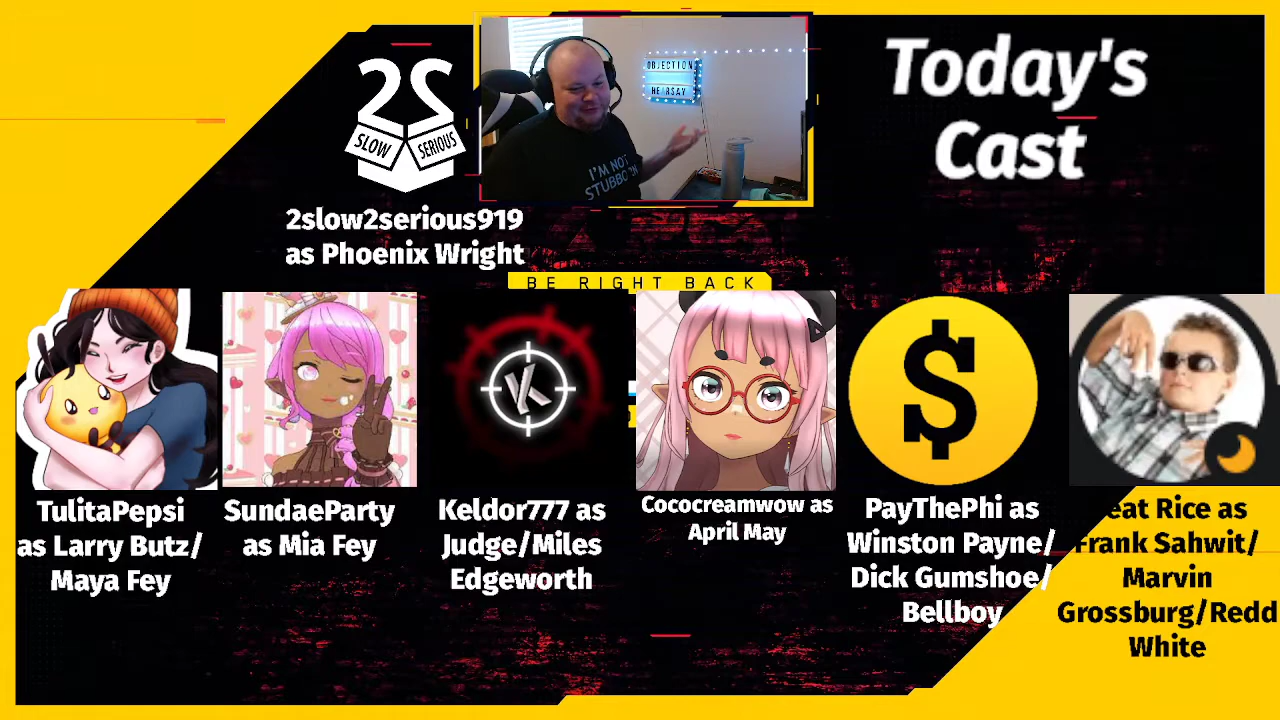 Today's
Cast
2S
SLOW
SERIOUS
OBJECTION
HEARSAY
I'M NOT
2slow2serious919
as Phoenix Wright
BE RIGHT BACK
K
$
TulitaPepsi
as Larry Butz/
Maya Fey
SundaeParty
as Mia Fey
Keldor777 as
Judge/Miles
Edgeworth
Cococreamwow as
April May
PayThePhi as
Winston Payne/
Dick Gumshoe/
Bellboy
Rice as
Frank Sahwit/
Marvin
Grossburg/Redd
White